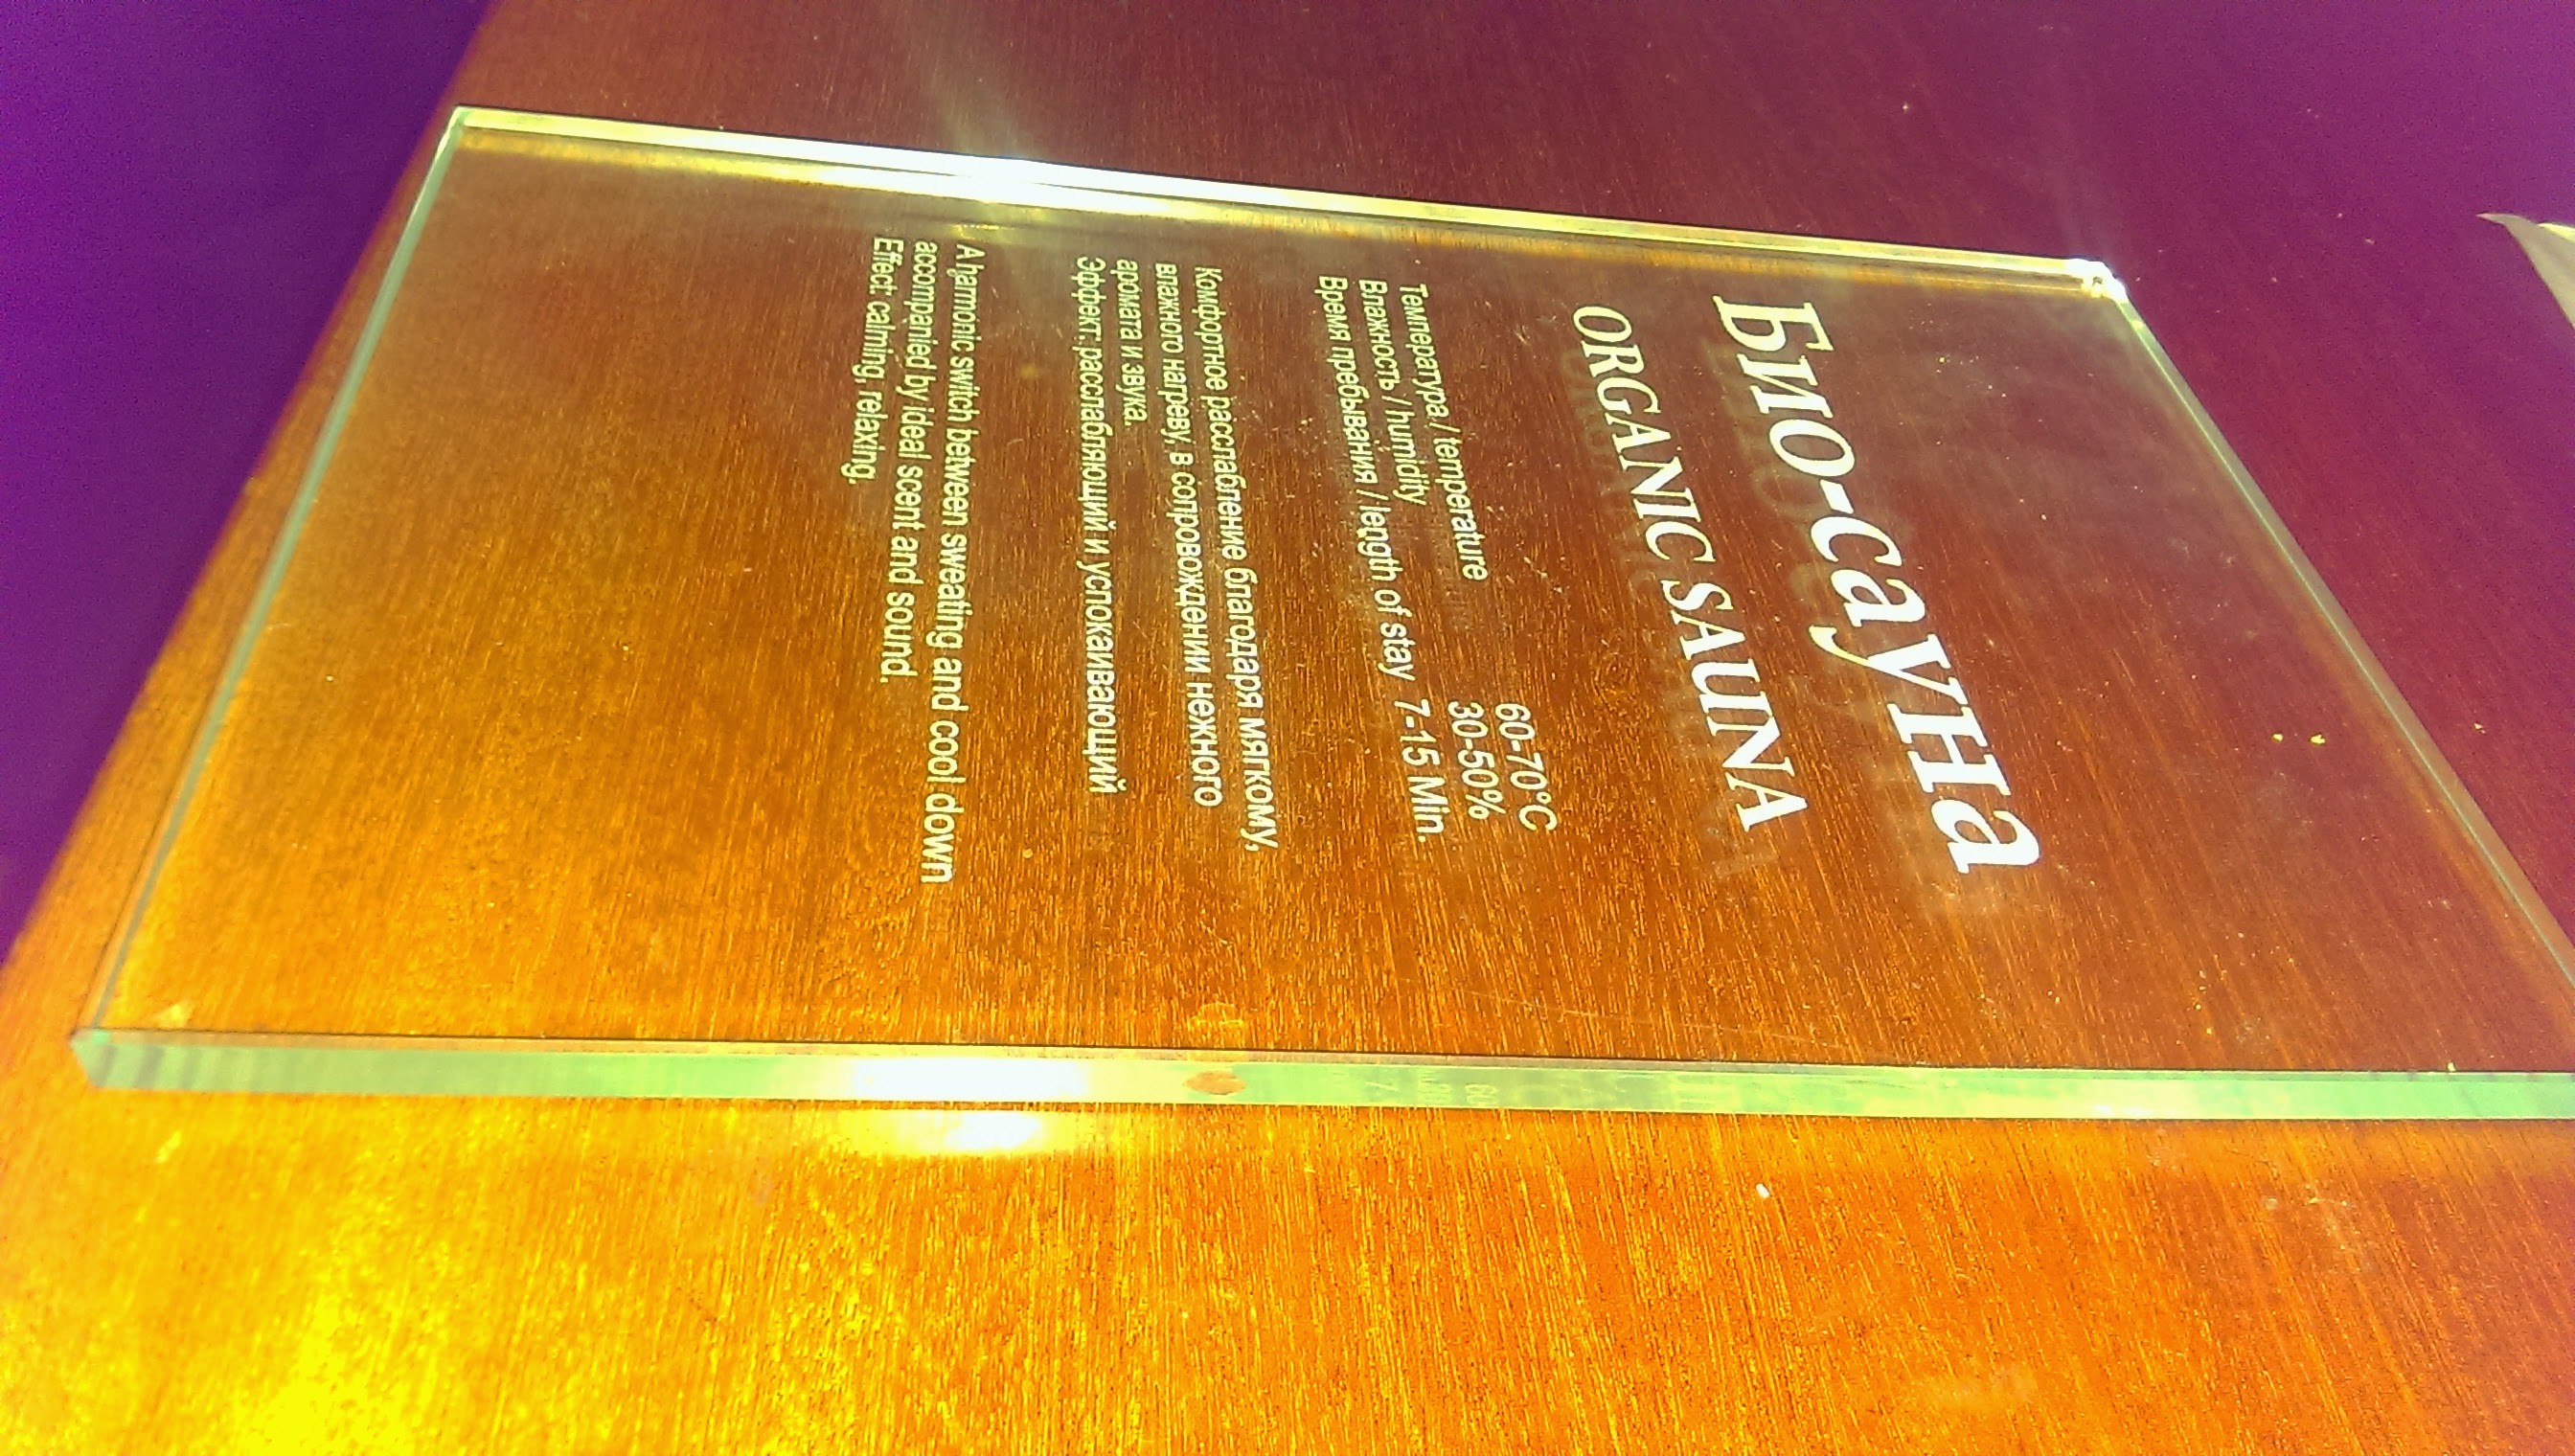 Био-сауна
ORGANIC SAUNA
Температура / temperature 60-70°C
Влажность / humidity 30-50%
Время пребывания / length of stay 7-15 Min.
Комфортное расслабление благодаря мягкому,
влажного нагреву, в сопровождении нежного
аромата и звука.
Эффект: расслабляющий и успокаивающий
A harmonic switch between sweating and cool down
accompanied by ideal scent and sound.
Effect: calming, relaxing.